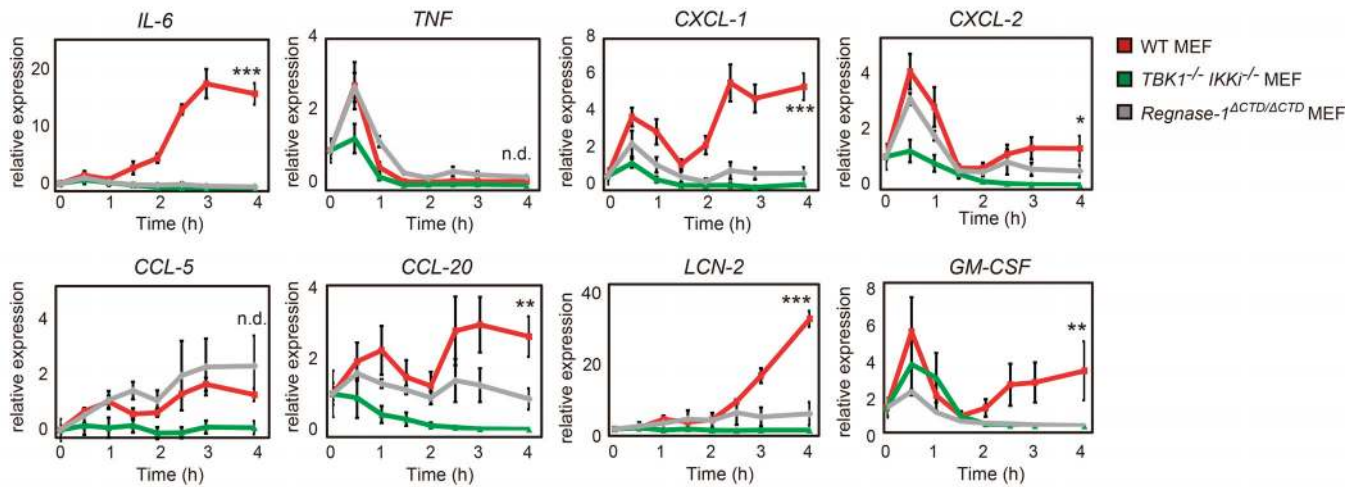 IL-6
TNF
CXCL-1
CXCL-2
relative expression
20
10
0
***
0 1 2 3 4
Time (h)
relative expression
4
2
0
n.d.
0 1 2 3 4
Time (h)
relative expression
8
6
4
2
0
***
0 1 2 3 4
Time (h)
relative expression
4
2
0
*
0 1 2 3 4
Time (h)
WT MEF
TBK1-/- IKKi-/- MEF
Regnase-1ΔCTD/ΔCTD MEF
CCL-5
CCL-20
LCN-2
GM-CSF
relative expression
4
2
0
n.d.
0 1 2 3 4
Time (h)
relative expression
4
2
0
**
0 1 2 3 4
Time (h)
relative expression
40
20
0
***
0 1 2 3 4
Time (h)
relative expression
8
6
4
2
0
**
0 1 2 3 4
Time (h)